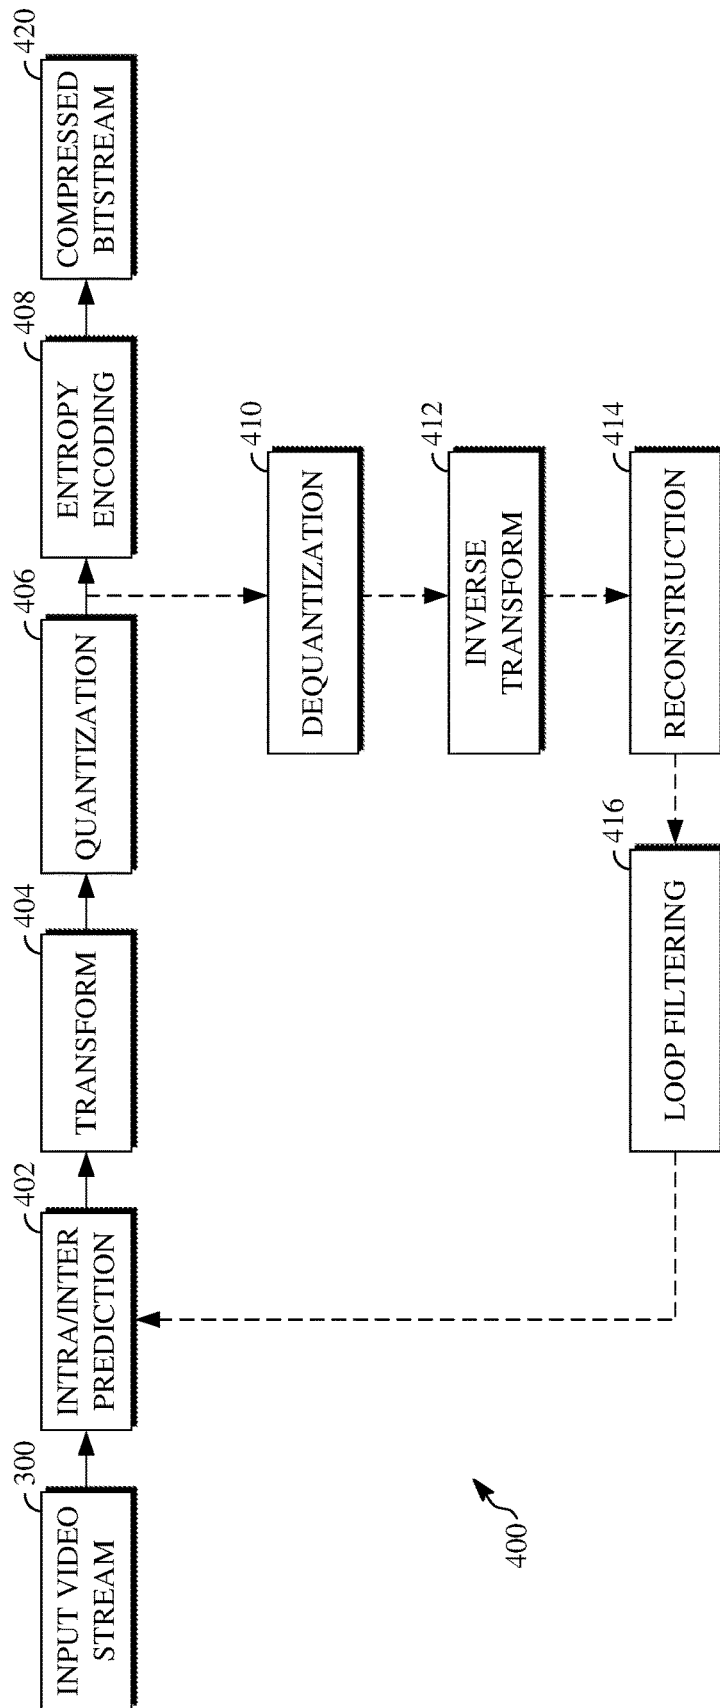 300
INPUT VIDEO
STREAM
402
INTRA/INTER
PREDICTION
404
TRANSFORM
406
QUANTIZATION
408
ENTROPY
ENCODING
420
COMPRESSED
BITSTREAM
410
DEQUANTIZATION
412
INVERSE
TRANSFORM
414
RECONSTRUCTION
416
LOOP FILTERING
400